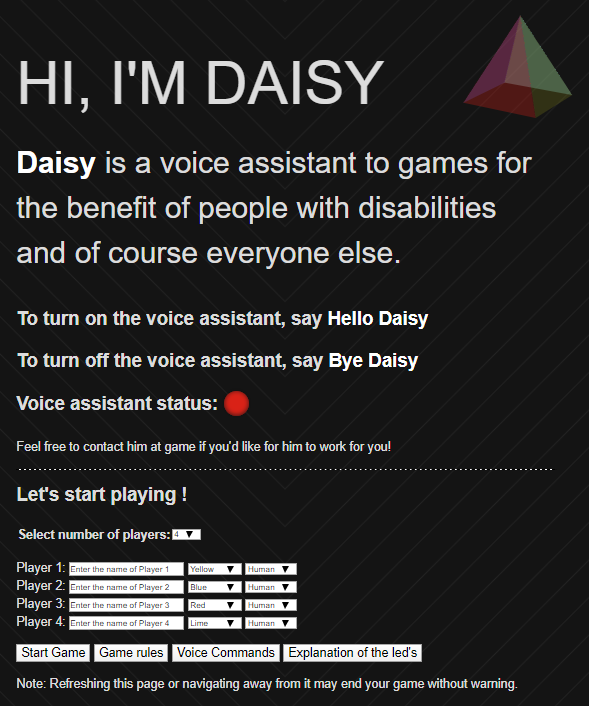 HI, I'M DAISY
Daisy is a voice assistant to games for
the benefit of people with disabilities
and of course everyone else.
To turn on the voice assistant, say Hello Daisy
To turn off the voice assistant, say Bye Daisy
Voice assistant status:
Feel free to contact him at game if you'd like for him to work for you!
Let's start playing !
Select number of players: 4
Player 1: Enter the name of Player 1 Yellow Human
Player 2: Enter the name of Player 2 Blue Human
Player 3: Enter the name of Player 3 Red Human
Player 4: Enter the name of Player 4 Lime Human
Start Game Game rules Voice Commands Explanation of the led's
Note: Refreshing this page or navigating away from it may end your game without warning.